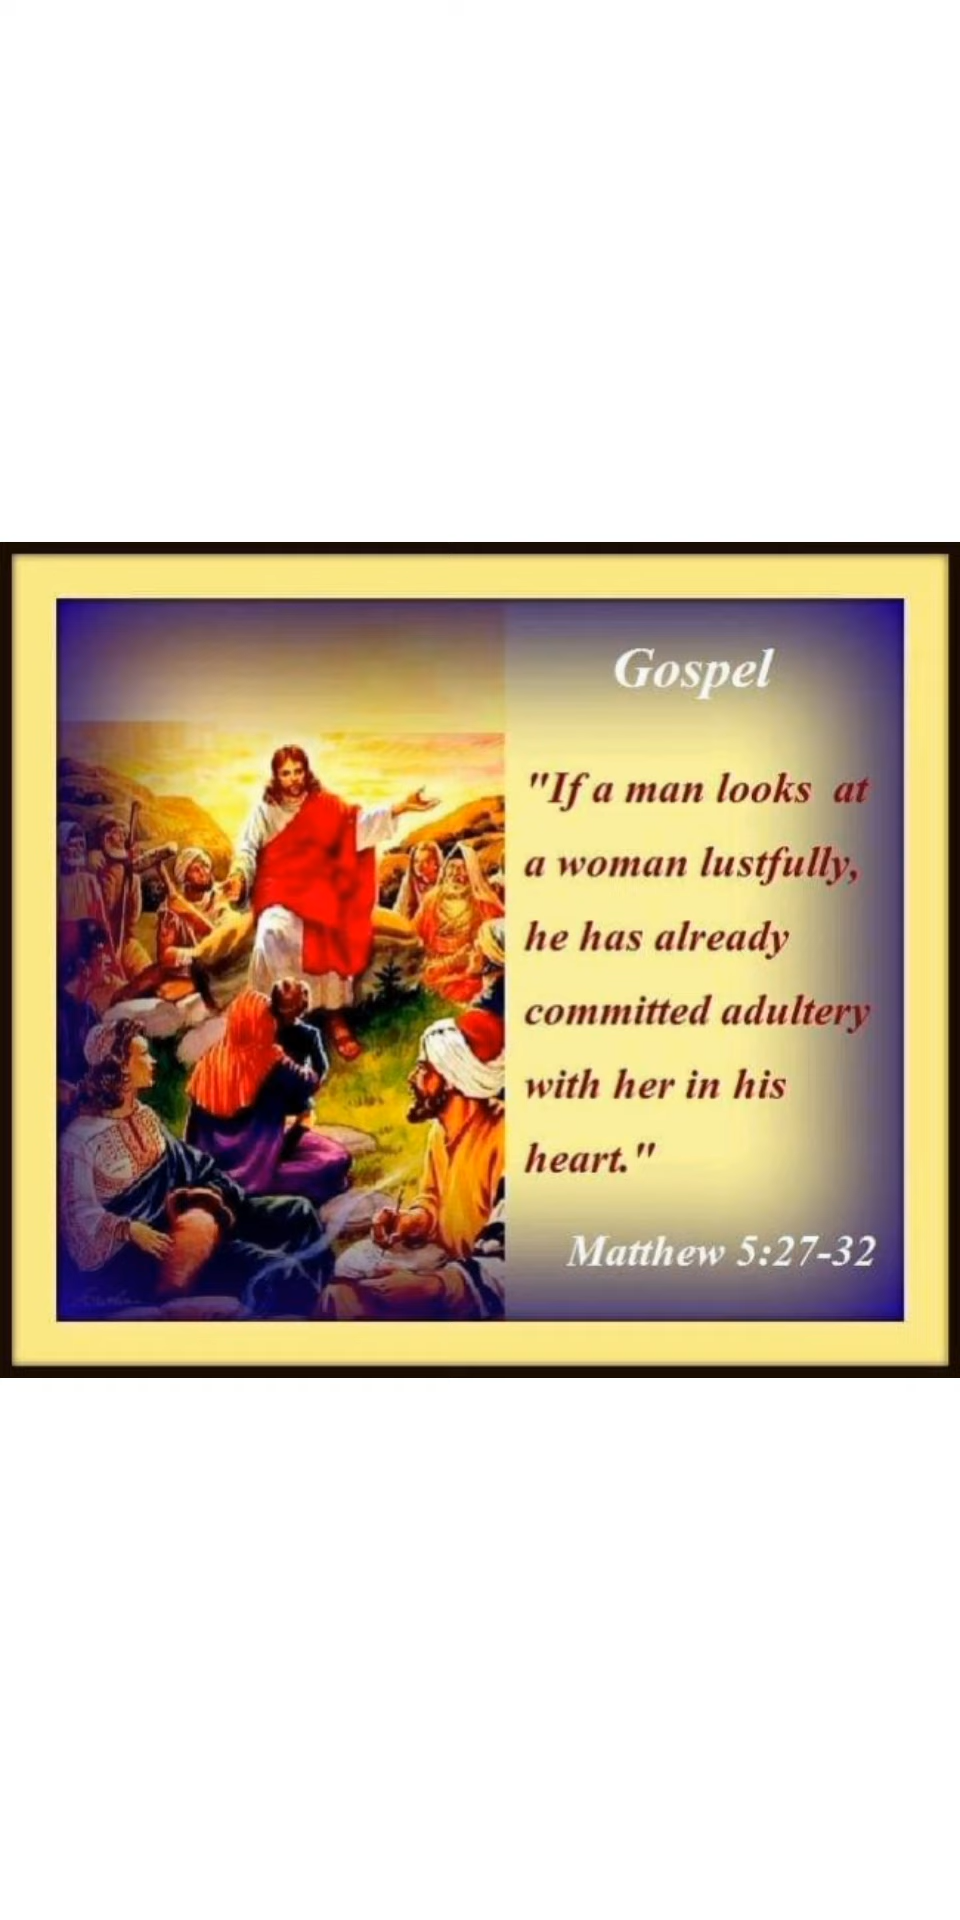 Gospel
"If a man looks at
a woman lustfully,
he has already
committed adultery
with her in his
heart."
Matthew 5:27-32